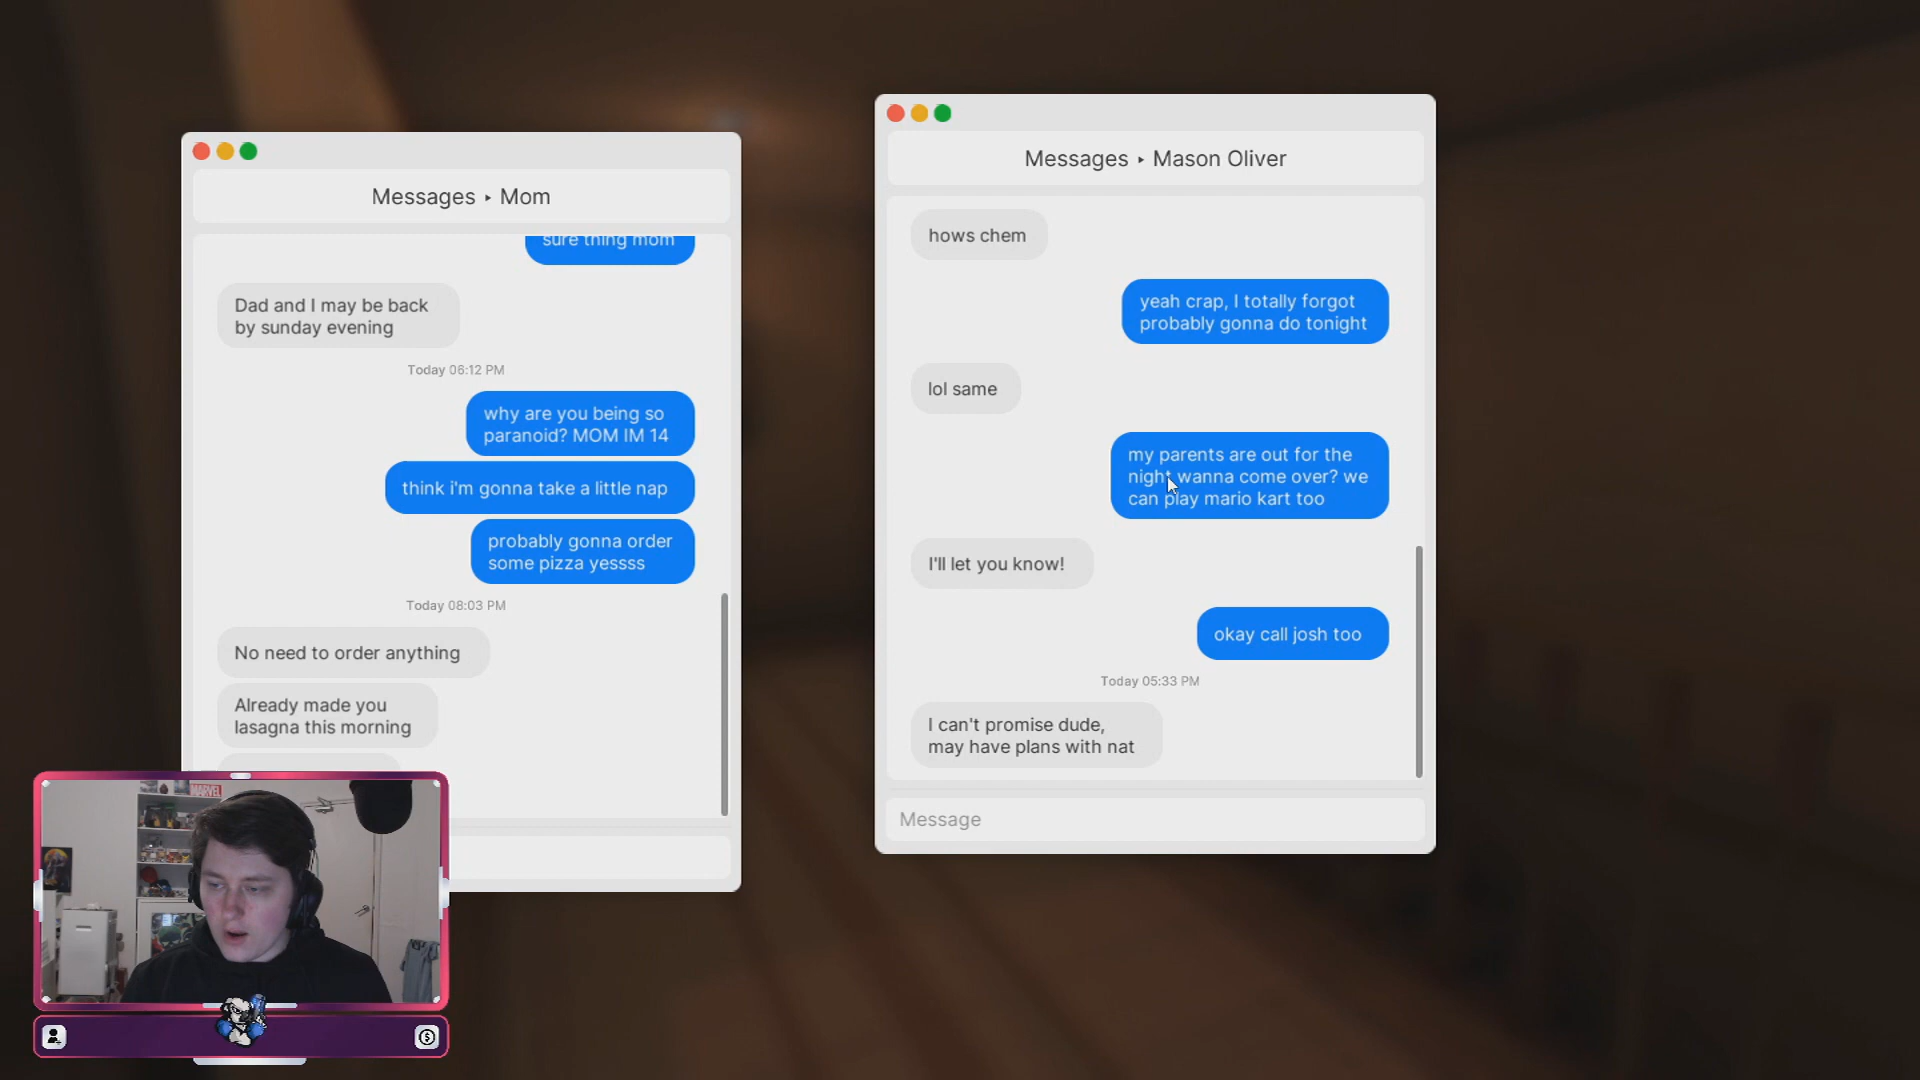 Messages ‣ Mom
sure thing mom
Dad and I may be back
by sunday evening
Today 06:12 PM
why are you being so
paranoid? MOM IM 14
think i'm gonna take a little nap
probably gonna order
some pizza yessss
Today 08:03 PM
No need to order anything
Already made you
lasagna this morning
Messages ‣ Mason Oliver
hows chem
yeah crap, I totally forgot
probably gonna do tonight
lol same
my parents are out for the
night wanna come over? we
can play mario kart too
I'll let you know!
okay call josh too
Today 05:33 PM
I can't promise dude,
may have plans with nat
Message
MARVEL